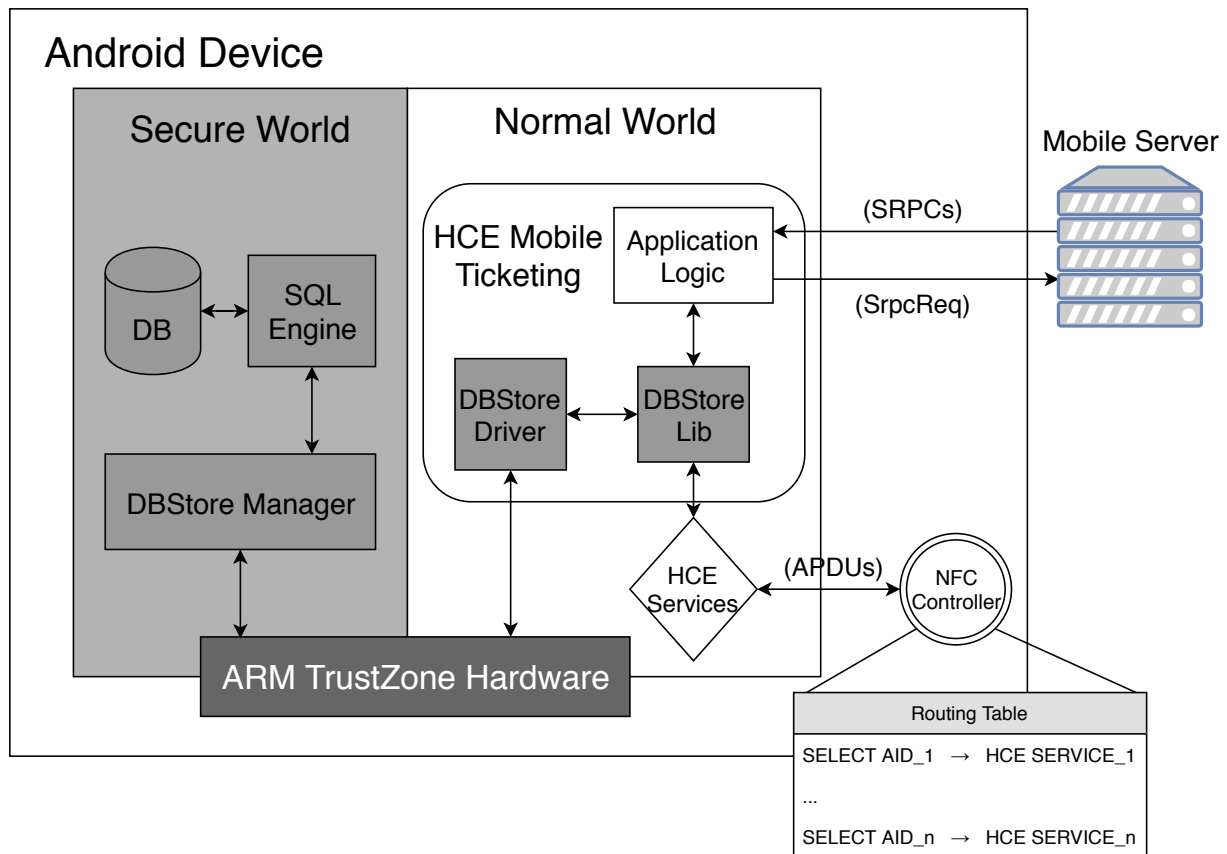 Android Device
Secure World
Normal World
Mobile Server
(SRPCs)
HCE Mobile
Ticketing
Application
Logic
(SrpcReq)
DB
SQL
Engine
DBStore
Driver
DBStore
Lib
DBStore Manager
HCE
Services
(APDUs)
NFC
Controller
ARM TrustZone Hardware
Routing Table
SELECT AID_1 → HCE SERVICE_1
...
SELECT AID_n → HCE SERVICE_n